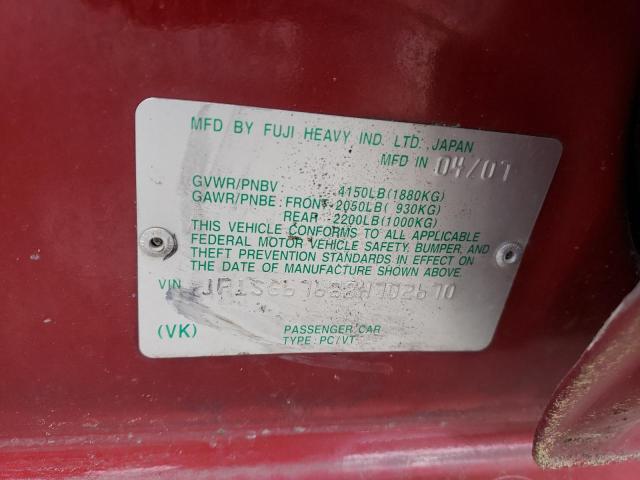 MFD BY FUJI HEAVY IND. LTD. JAPAN
MFD IN 04/07
GVWR/PNBV 4150LB(1880KG)
GAWR/PNBE: FRONT-2050LB( 930KG)
REAR - 2200LB(1000KG)
THIS VEHICLE CONFORMS TO ALL APPLICABLE
FEDERAL MOTOR VEHICLE SAFETY, BUMPER, AND
THEFT PREVENTION STANDARDS IN EFFECT ON
THE DATE OF MANUFACTURE SHOWN ABOVE.
VIN
(VK)
PASSENGER CAR
TYPE: PC/VT